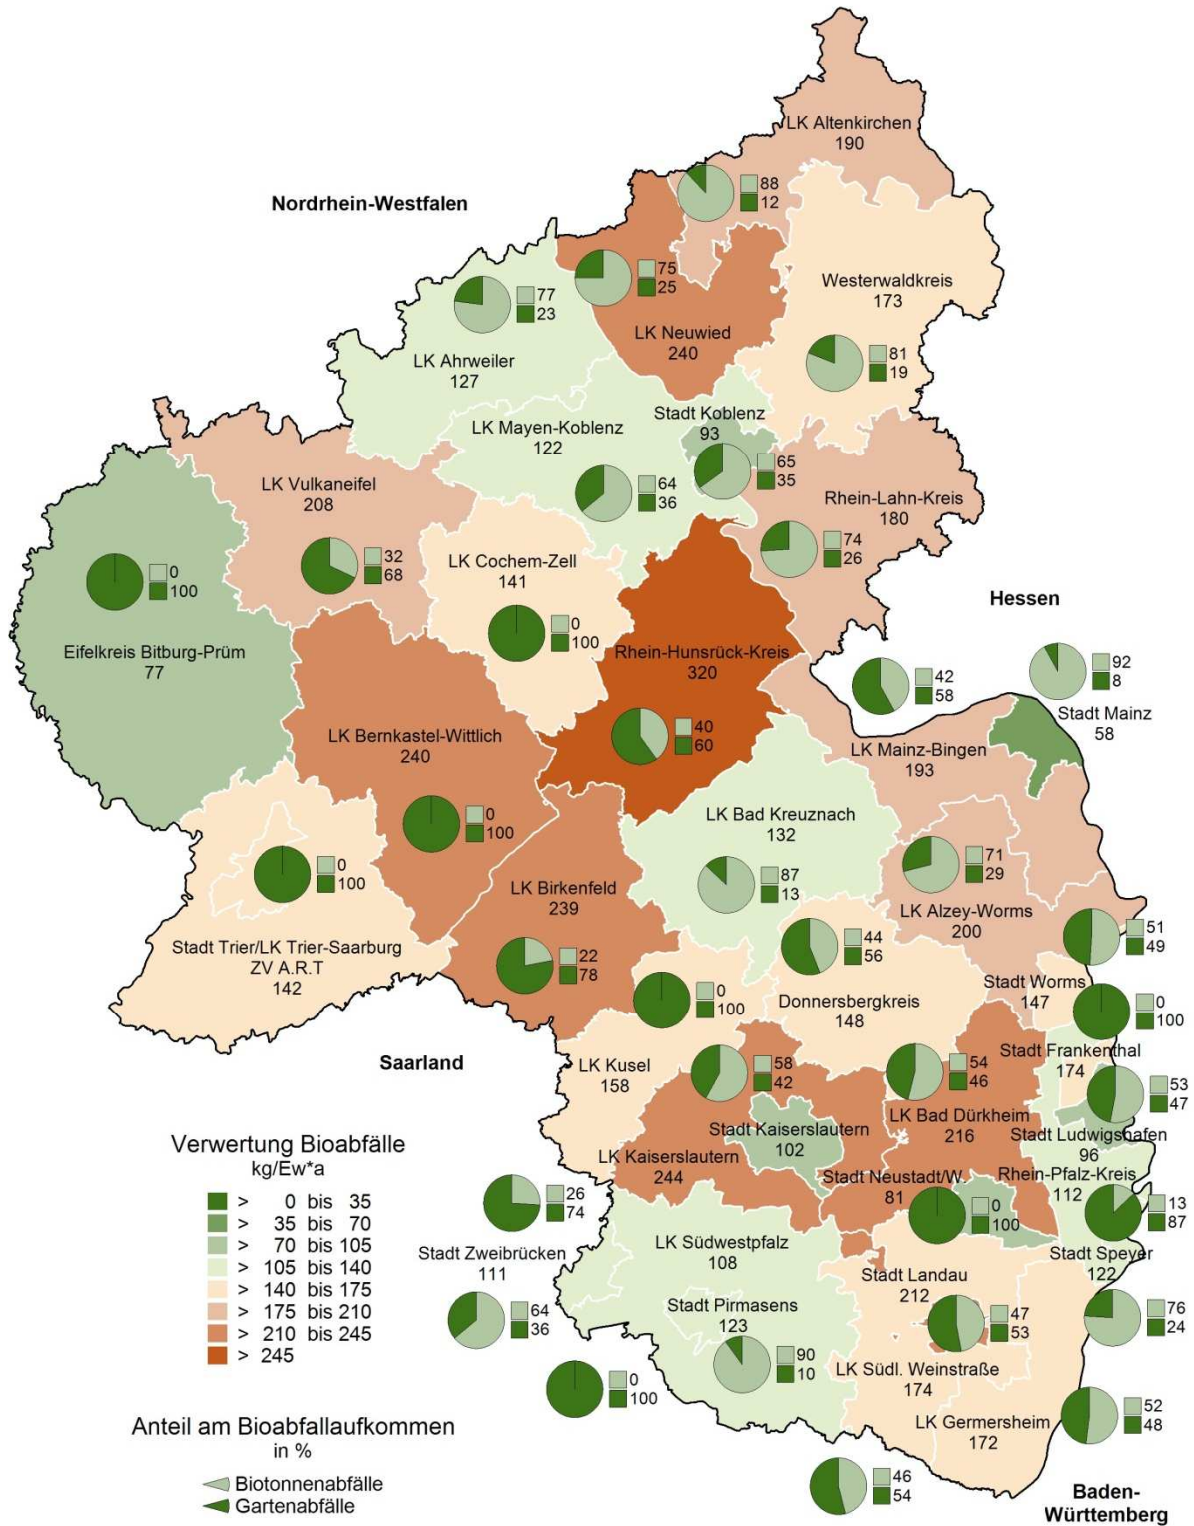 LK Altenkirchen
190
88
12
Nordrhein-Westfalen
75
25
77
23
Westerwaldkreis
173
LK Neuwied
240
81
19
LK Ahrweiler
127
Stadt Koblenz
93
LK Mayen-Koblenz
122
65
35
64
36
LK Vulkaneifel
208
Rhein-Lahn-Kreis
180
74
26
32
68
LK Cochem-Zell
141
0
100
0
100
Hessen
Eifelkreis Bitburg-Prüm
77
Rhein-Hunsrück-Kreis
320
42
58
92
8
Stadt Mainz
58
40
60
LK Bernkastel-Wittlich
240
LK Mainz-Bingen
193
0
100
LK Bad Kreuznach
132
0
100
87
13
71
29
LK Birkenfeld
239
LK Alzey-Worms
200
51
49
Stadt Trier/LK Trier-Saarburg
ZV A.R.T
142
22
78
44
56
0
100
Donnersbergkreis
148
Stadt Worms
147
0
100
Saarland
LK Kusel
158
58
42
54
46
Stadt Frankenthal
174
53
47
LK Bad Dürkheim
216
Stadt Kaiserslautern
102
Stadt Ludwigshafen
96
LK Kaiserslautern
244
Stadt Neustadt/W.
81
Rhein-Pfalz-Kreis
112
0
100
13
87
26
74
Stadt Zweibrücken
111
LK Südwestpfalz
108
Stadt Speyer
122
Stadt Landau
212
Stadt Pirmasens
123
64
36
47
53
76
24
90
10
0
100
LK Südl. Weinstraße
174
LK Germersheim
172
52
48
46
54
Baden-
Württemberg
Verwertung Bioabfälle
kg/Ew*a
> 0 bis 35
> 35 bis 70
> 70 bis 105
> 105 bis 140
> 140 bis 175
> 175 bis 210
> 210 bis 245
> 245
Anteil am Bioabfallaufkommen
in %
Biotonnenabfälle
Gartenabfälle